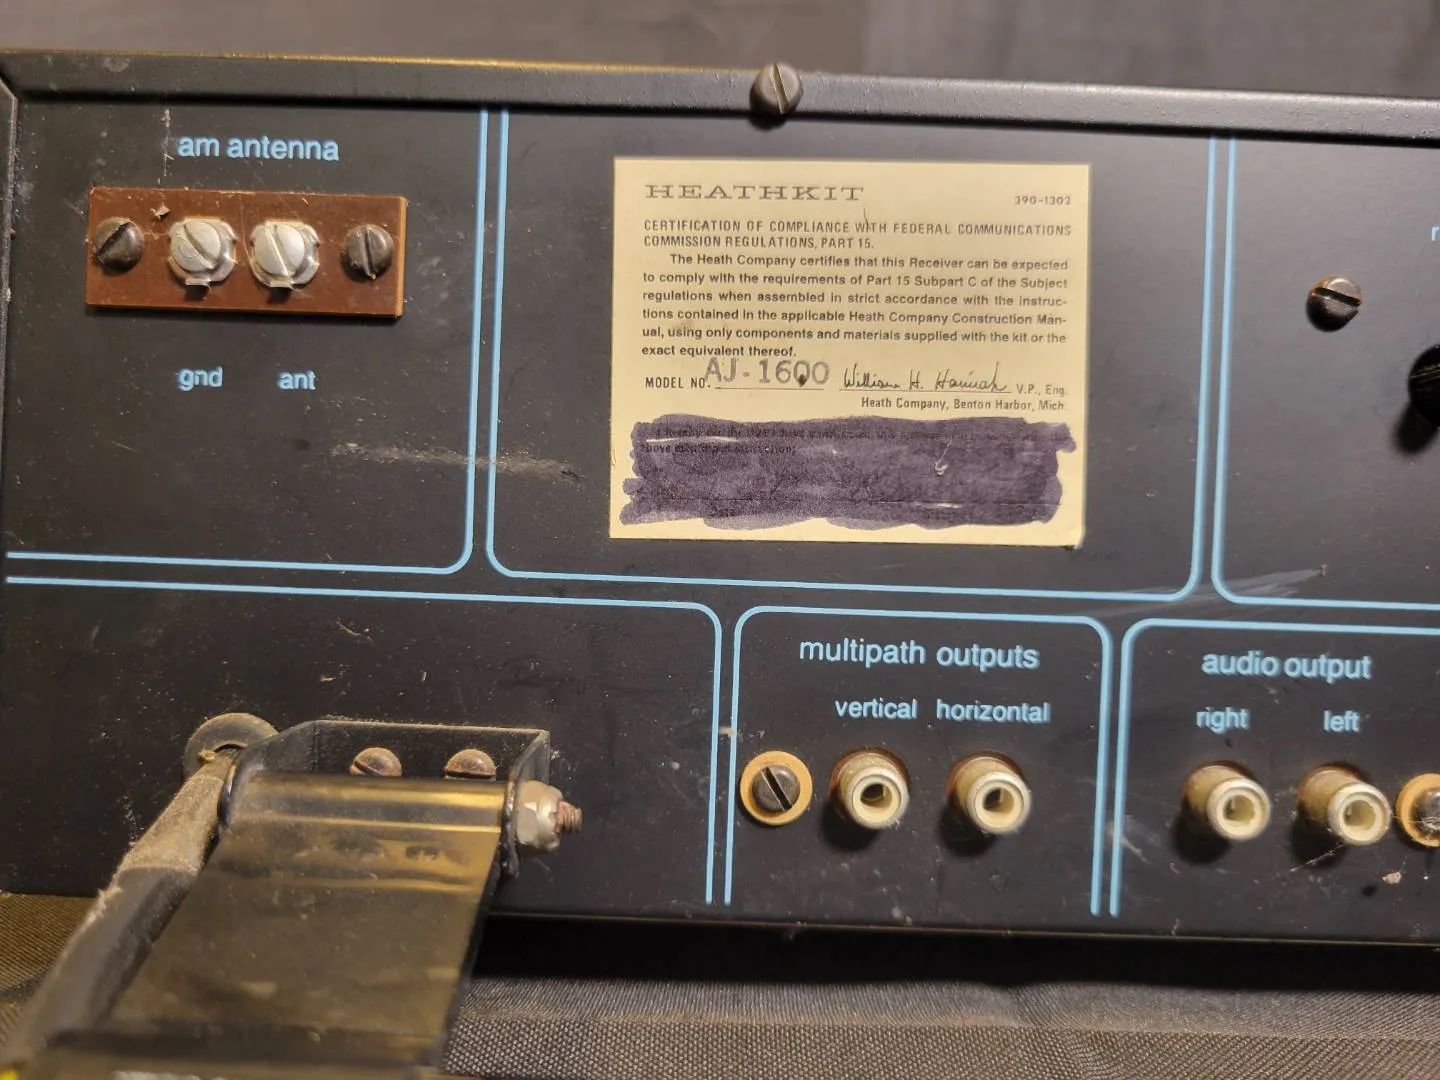 am antenna
gnd ant
HEATHKIT
390-1302
CERTIFICATION OF COMPLIANCE WITH FEDERAL COMMUNICATIONS
COMMISSION REGULATIONS, PART 15.
The Heath Company certifies that this Receiver can be expected
to comply with the requirements of Part 15 Subpart C of the Subject
regulations when assembled in strict accordance with the instruc-
tions contained in the applicable Heath Company Construction Man-
ual, using only components and materials supplied with the kit or the
exact equivalent thereof.
MODEL NO. AJ-1600 William H. Hannah V.P., Eng.
Heath Company, Benton Harbor, Mich.
multipath outputs
vertical horizontal
audio output
right left